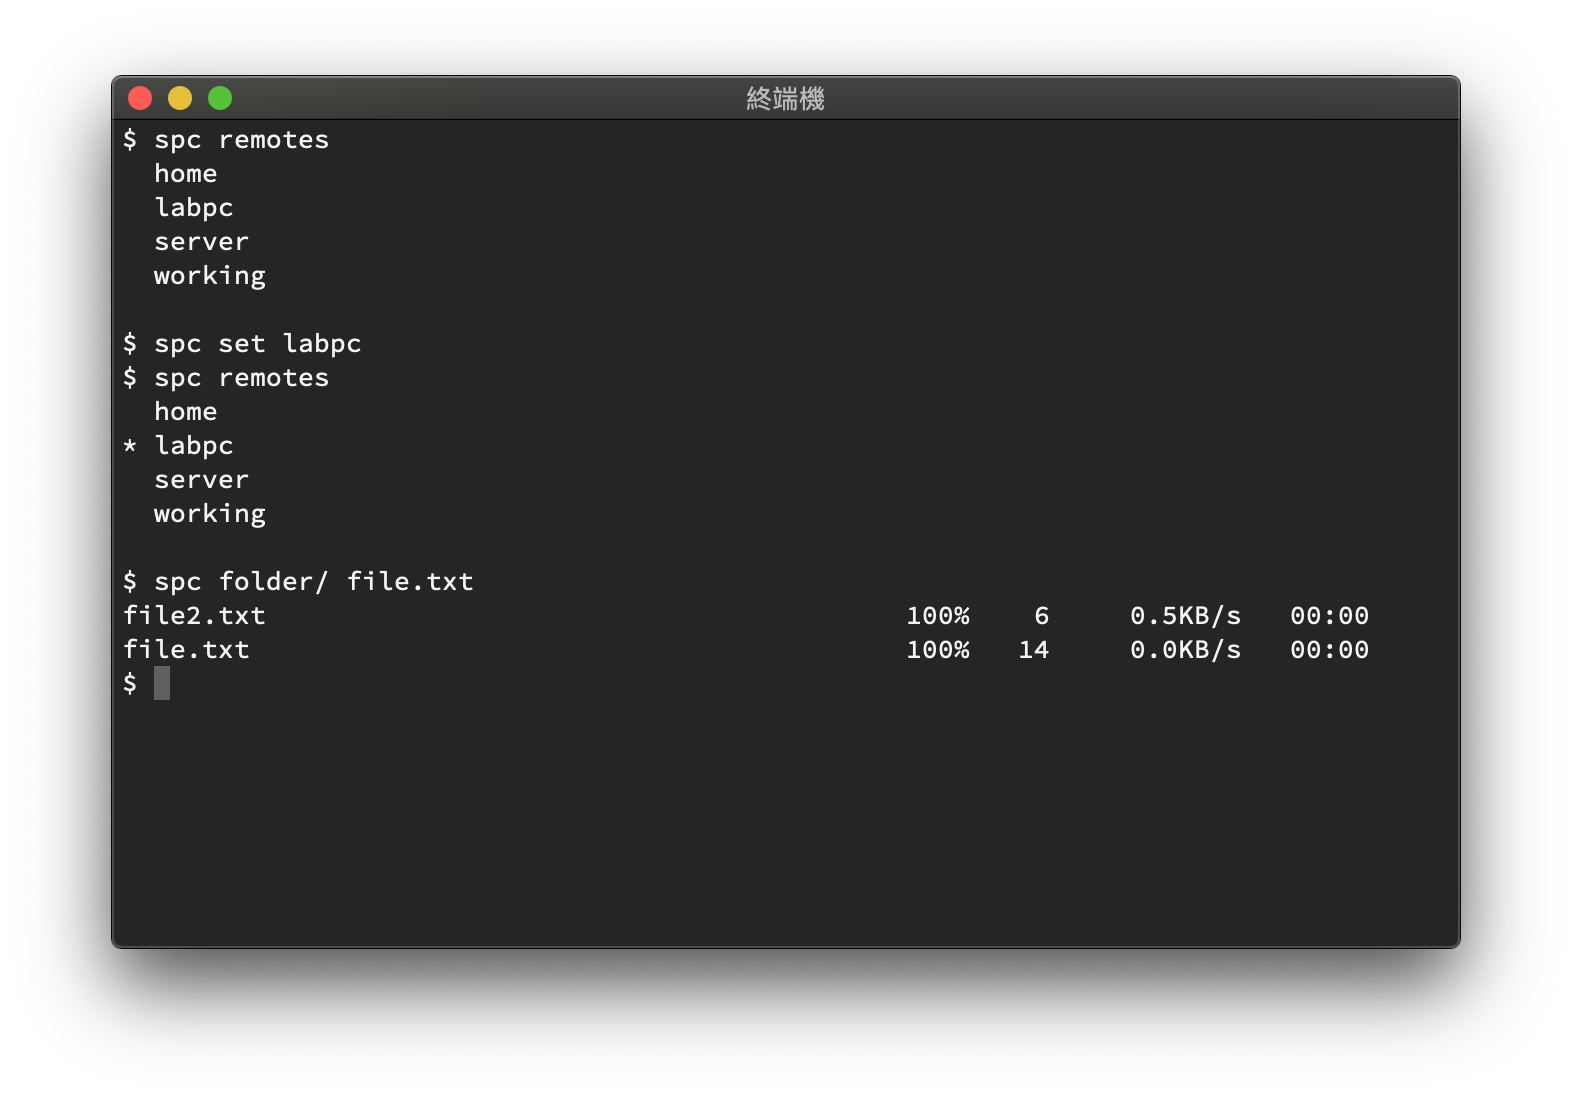 終端機
$ spc remotes
  home
  labpc
  server
  working
$ spc set labpc
$ spc remotes
  home
* labpc
  server
  working
$ spc folder/ file.txt
file2.txt                                        100%    6     0.5KB/s   00:00
file.txt                                         100%   14     0.0KB/s   00:00
$